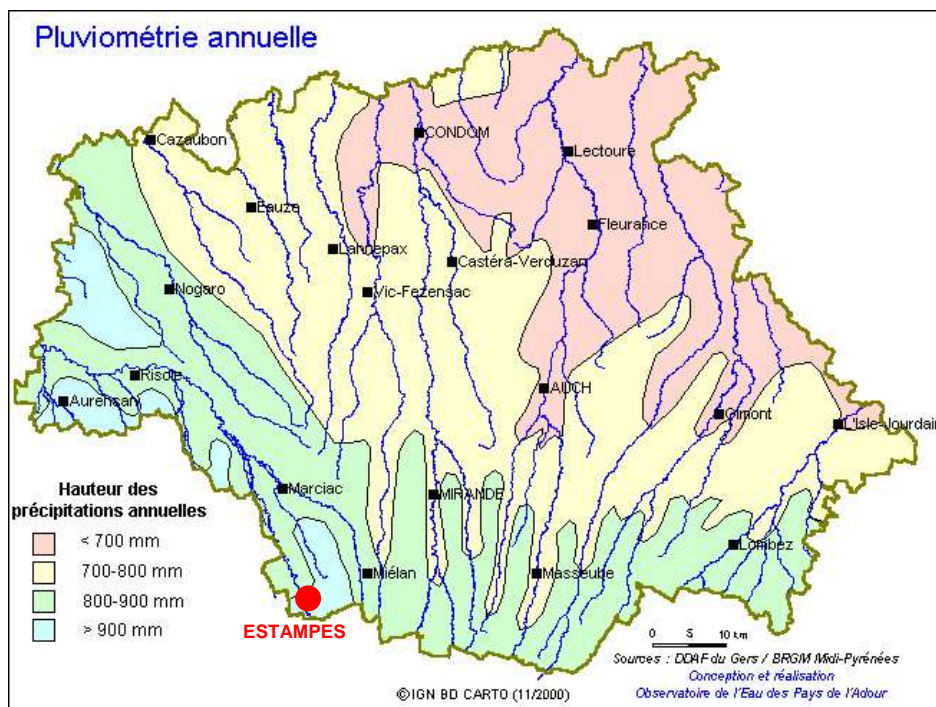 Pluviométrie annuelle
CONDOM
Cazaubon
Lectoure
Eauze
Fleurance
Lannepax
Castéra-Verduzan
Nogaro
Vic-Fezensac
Riscle
AUCH
Aurensan
Gimont
L'Isle-Jourdain
Hauteur des
précipitations annuelles
Marciac
MIRANDE
< 700 mm
Lombez
700-800 mm
Miélan
Masseube
800-900 mm
ESTAMPES
> 900 mm
0 5 10 km
Sources : DDAF du Gers / BRGM Midi-Pyrénées
Conception et réalisation
©IGN BD CARTO (11/2000)
Observatoire de l'Eau des Pays de l'Adour